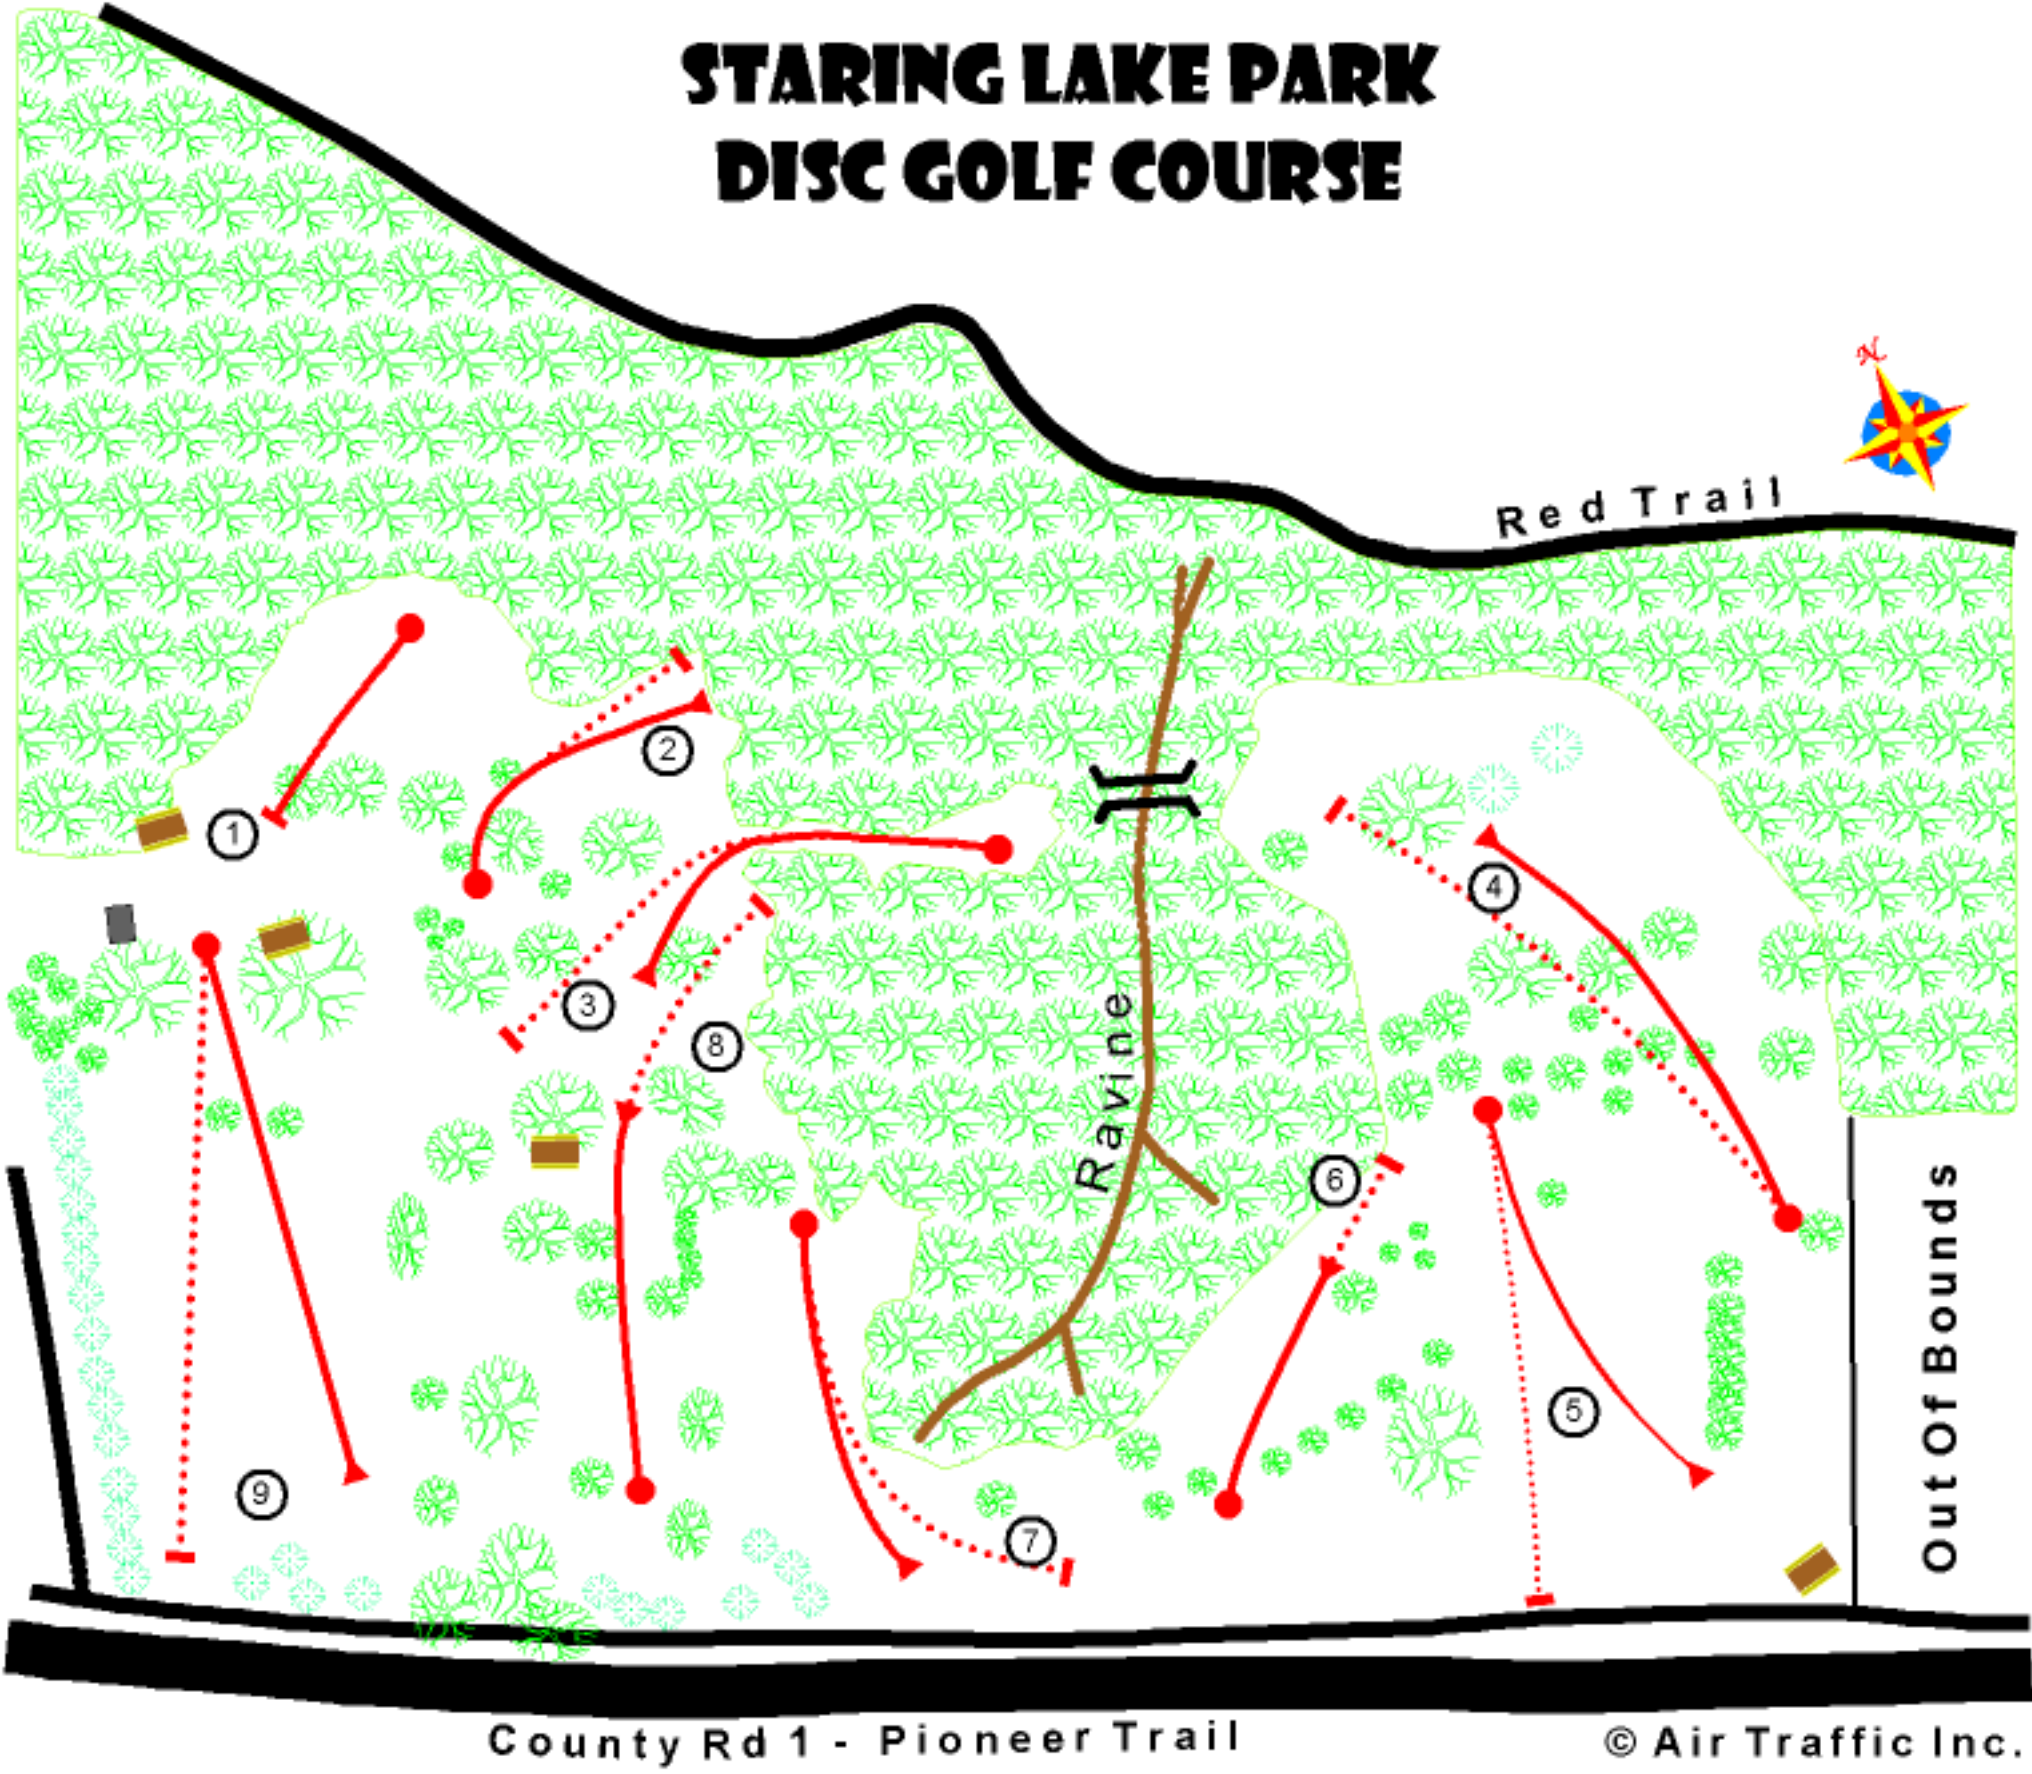 STARING LAKE PARK
DISC GOLF COURSE
N
Red Trail
1
2
3
4
5
6
7
8
9
Ravine
Out Of Bounds
County Rd 1 - Pioneer Trail
© Air Traffic Inc.